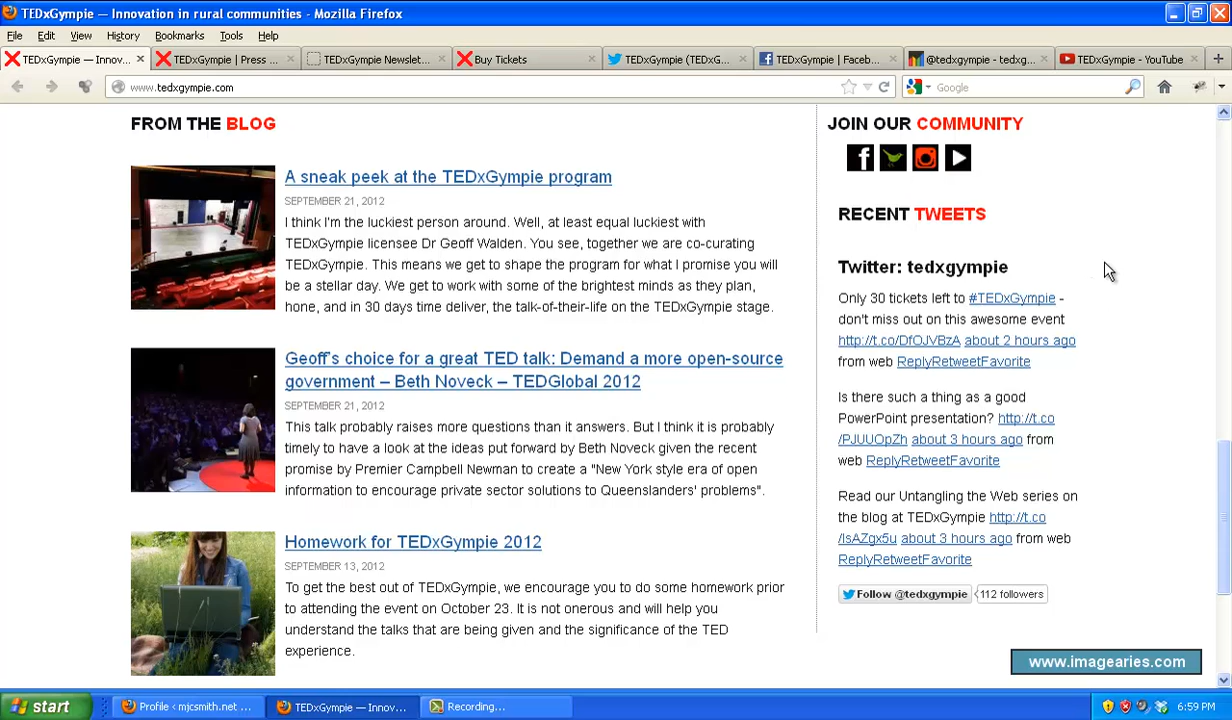 TEDxGympie — Innovation in rural communities - Mozilla Firefox
File Edit View History Bookmarks Tools Help
TEDxGympie — Innov... TEDxGympie | Press ... TEDxGympie Newslet... Buy Tickets TEDxGympie (TEDxG... TEDxGympie | Faceb... @tedxgympie - tedxg... TEDxGympie - YouTube
www.tedxgympie.com Google
FROM THE BLOG
A sneak peek at the TEDxGympie program
SEPTEMBER 21, 2012
I think I'm the luckiest person around. Well, at least equal luckiest with
TEDxGympie licensee Dr Geoff Walden. You see, together we are co-curating
TEDxGympie. This means we get to shape the program for what I promise you will
be a stellar day. We get to work with some of the brightest minds as they plan,
hone, and in 30 days time deliver, the talk-of-their-life on the TEDxGympie stage.
Geoff's choice for a great TED talk: Demand a more open-source
government – Beth Noveck – TEDGlobal 2012
SEPTEMBER 21, 2012
This talk probably raises more questions than it answers. But I think it is probably
timely to have a look at the ideas put forward by Beth Noveck given the recent
promise by Premier Campbell Newman to create a "New York style era of open
information to encourage private sector solutions to Queenslanders' problems".
Homework for TEDxGympie 2012
SEPTEMBER 13, 2012
To get the best out of TEDxGympie, we encourage you to do some homework prior
to attending the event on October 23. It is not onerous and will help you
understand the talks that are being given and the significance of the TED
experience.
JOIN OUR COMMUNITY
RECENT TWEETS
Twitter: tedxgympie
Only 30 tickets left to #TEDxGympie -
don't miss out on this awesome event
http://t.co/DfOJVBzA about 2 hours ago
from web ReplyRetweetFavorite
Is there such a thing as a good
PowerPoint presentation? http://t.co
/PJUUOpZh about 3 hours ago from
web ReplyRetweetFavorite
Read our Untangling the Web series on
the blog at TEDxGympie http://t.co
/IsAZgx5u about 3 hours ago from web
ReplyRetweetFavorite
Follow @tedxgympie 112 followers
www.imagearies.com
start Profile < mjcsmith.net ... TEDxGympie — Innov... Recording... 6:59 PM